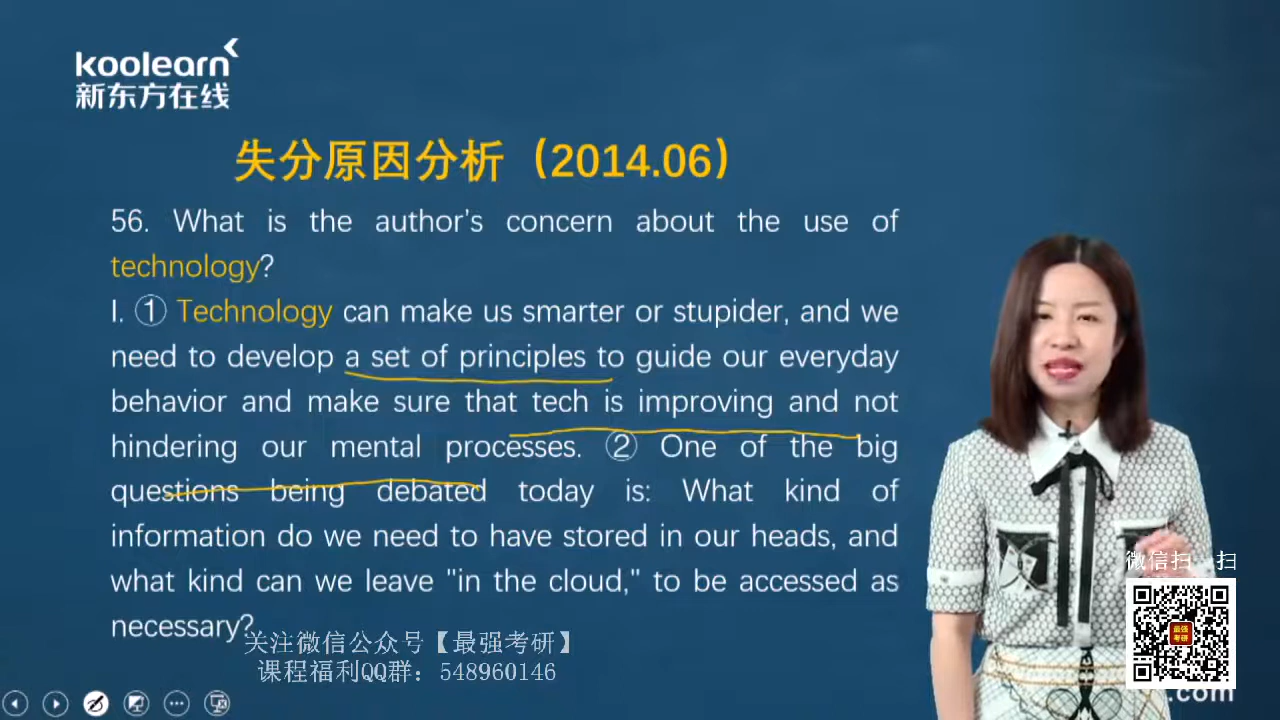 koolearn
新东方在线
失分原因分析（2014.06）
56. What is the author's concern about the use of
technology?
I. ① Technology can make us smarter or stupider, and we
need to develop a set of principles to guide our everyday
behavior and make sure that tech is improving and not
hindering our mental processes. ② One of the big
questions being debated today is: What kind of
information do we need to have stored in our heads, and
what kind can we leave "in the cloud," to be accessed as
necessary?
关注微信公众号【最强考研】
课程福利QQ群：548960146
微信扫一扫
最强
考研
.com